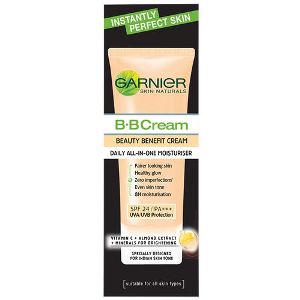 INSTANTLY
PERFECT SKIN
GARNIER
SKIN NATURALS
B·BCream
BEAUTY BENEFIT CREAM
DAILY ALL-IN-ONE MOISTURISER
• Fairer looking skin
• Healthy glow
• Zero imperfections*
• Even skin tone
• 8H moisturisation
SPF 24 / PA+++
UVA/UVB Protection
VITAMIN C + ALMOND EXTRACT
+ MINERALS FOR BRIGHTENING
SPECIALLY DESIGNED
FOR INDIAN SKIN TONE
Suitable for all skin types